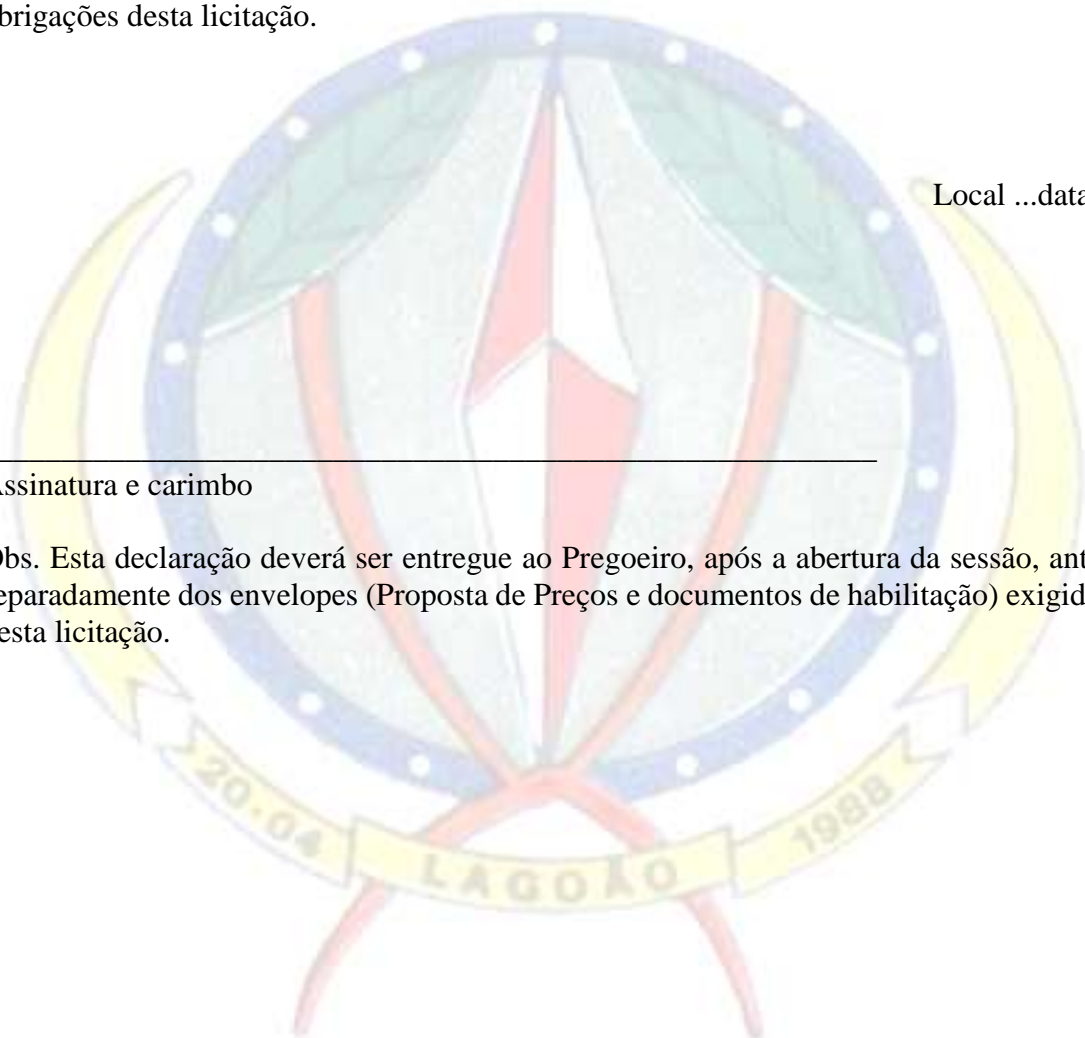 brigações desta licitação.
Local ...data
Assinatura e carimbo
Obs. Esta declaração deverá ser entregue ao Pregoeiro, após a abertura da sessão, ant
eparadamente dos envelopes (Proposta de Preços e documentos de habilitação) exigid
esta licitação.
20.04 LAGOÃO 1988